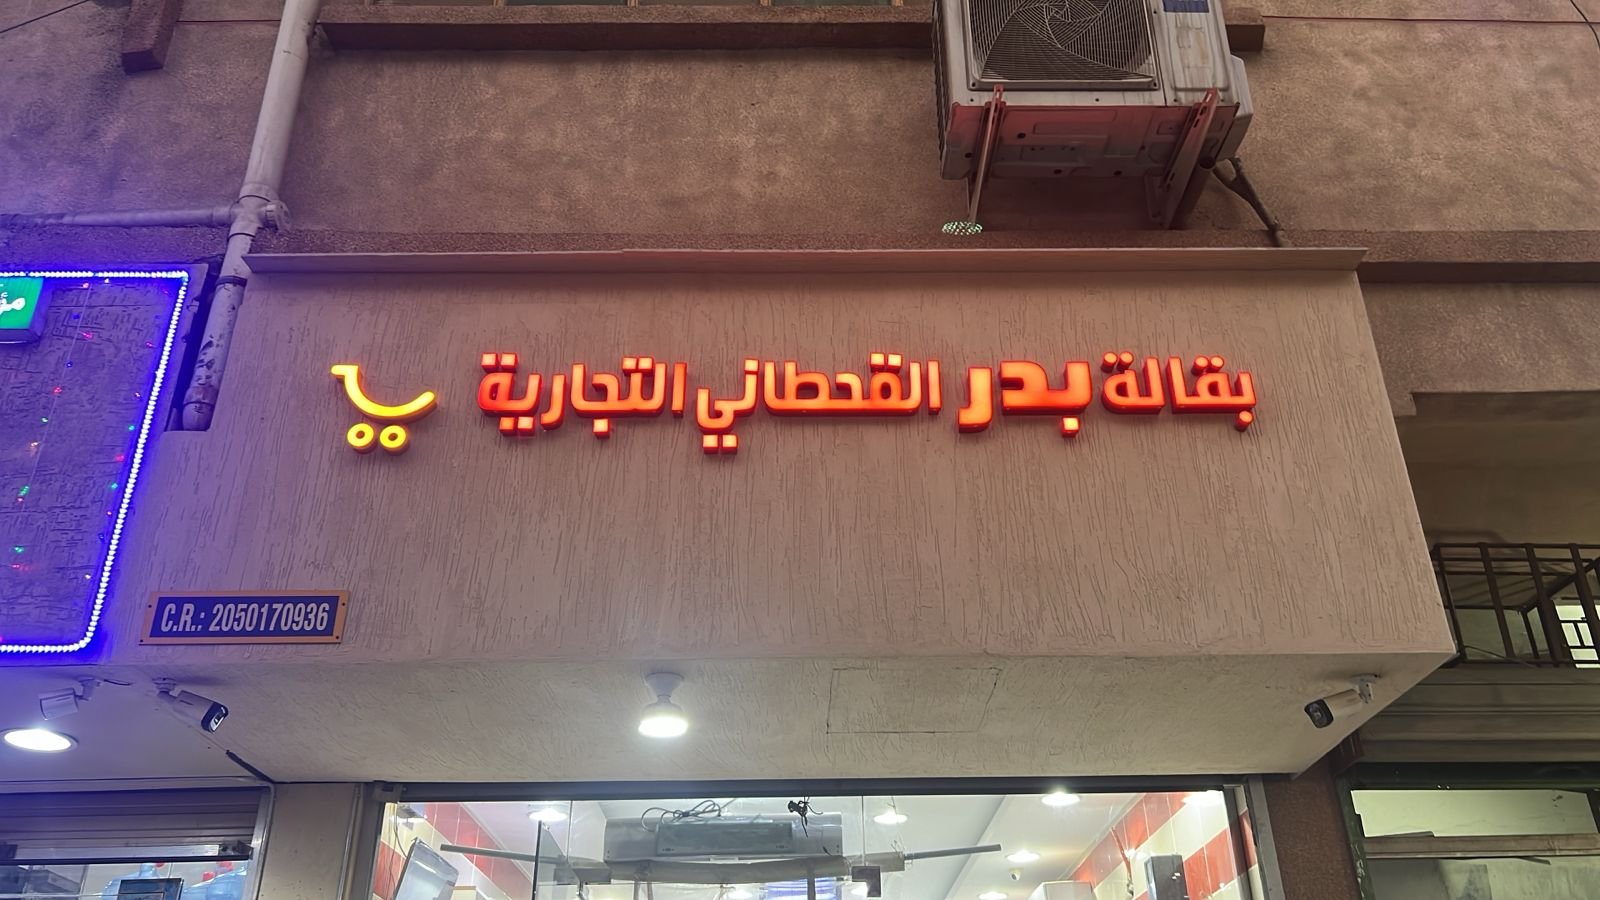 بقالة بدر القحطاني التجارية
C.R.: 2050170936